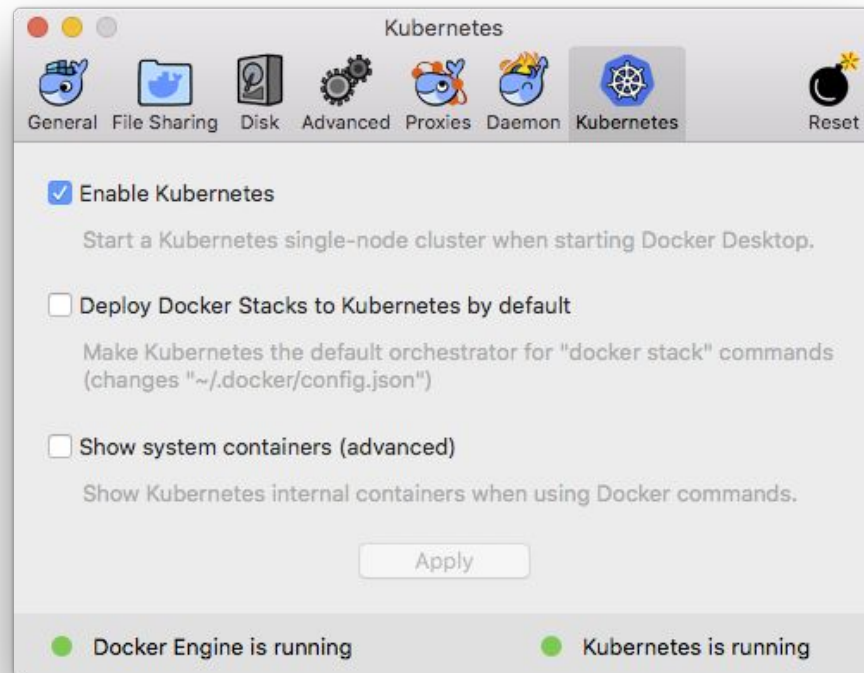 Kubernetes
General File Sharing Disk Advanced Proxies Daemon Kubernetes Reset
Enable Kubernetes
Start a Kubernetes single-node cluster when starting Docker Desktop.
Deploy Docker Stacks to Kubernetes by default
Make Kubernetes the default orchestrator for "docker stack" commands
(changes "~/.docker/config.json")
Show system containers (advanced)
Show Kubernetes internal containers when using Docker commands.
Apply
Docker Engine is running Kubernetes is running